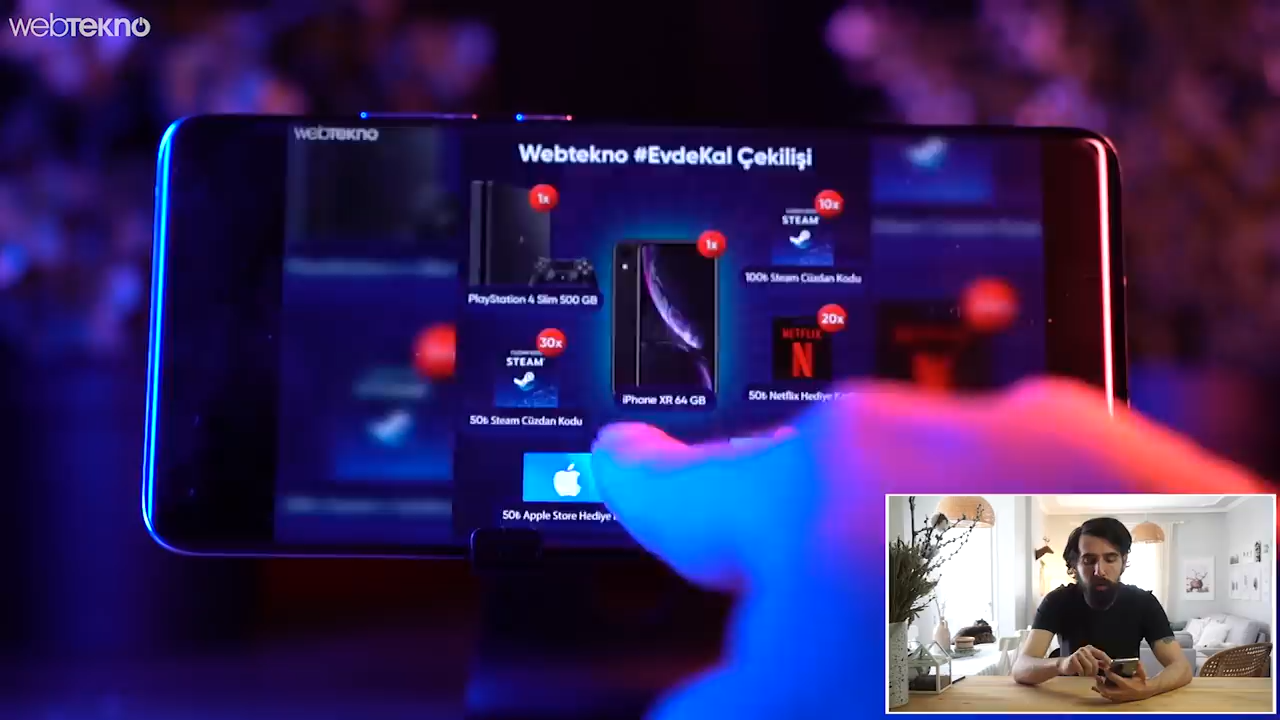 webTEKNO
webTEKNO
Webtekno #EvdeKal Çekilişi
1x
10x
STEAM
1x
100₺ Steam Cüzdan Kodu
PlayStation 4 Slim 500 GB
30x
20x
STEAM
NETFLIX
N
iPhone XR 64 GB
50₺ Netflix Hediye
50₺ Steam Cüzdan Kodu
50₺ Apple Store Hediye